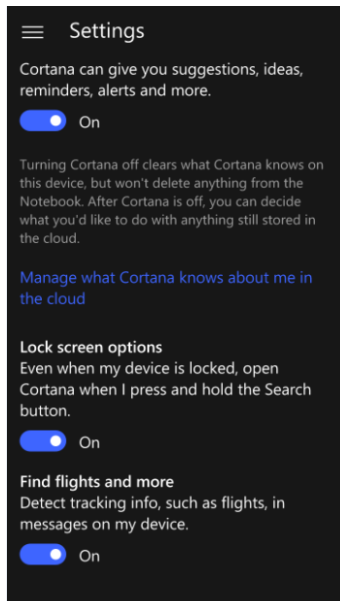 Settings
Cortana can give you suggestions, ideas,
reminders, alerts and more.
On
Turning Cortana off clears what Cortana knows on
this device, but won't delete anything from the
Notebook. After Cortana is off, you can decide
what you'd like to do with anything still stored in
the cloud.
Manage what Cortana knows about me in
the cloud
Lock screen options
Even when my device is locked, open
Cortana when I press and hold the Search
button.
On
Find flights and more
Detect tracking info, such as flights, in
messages on my device.
On